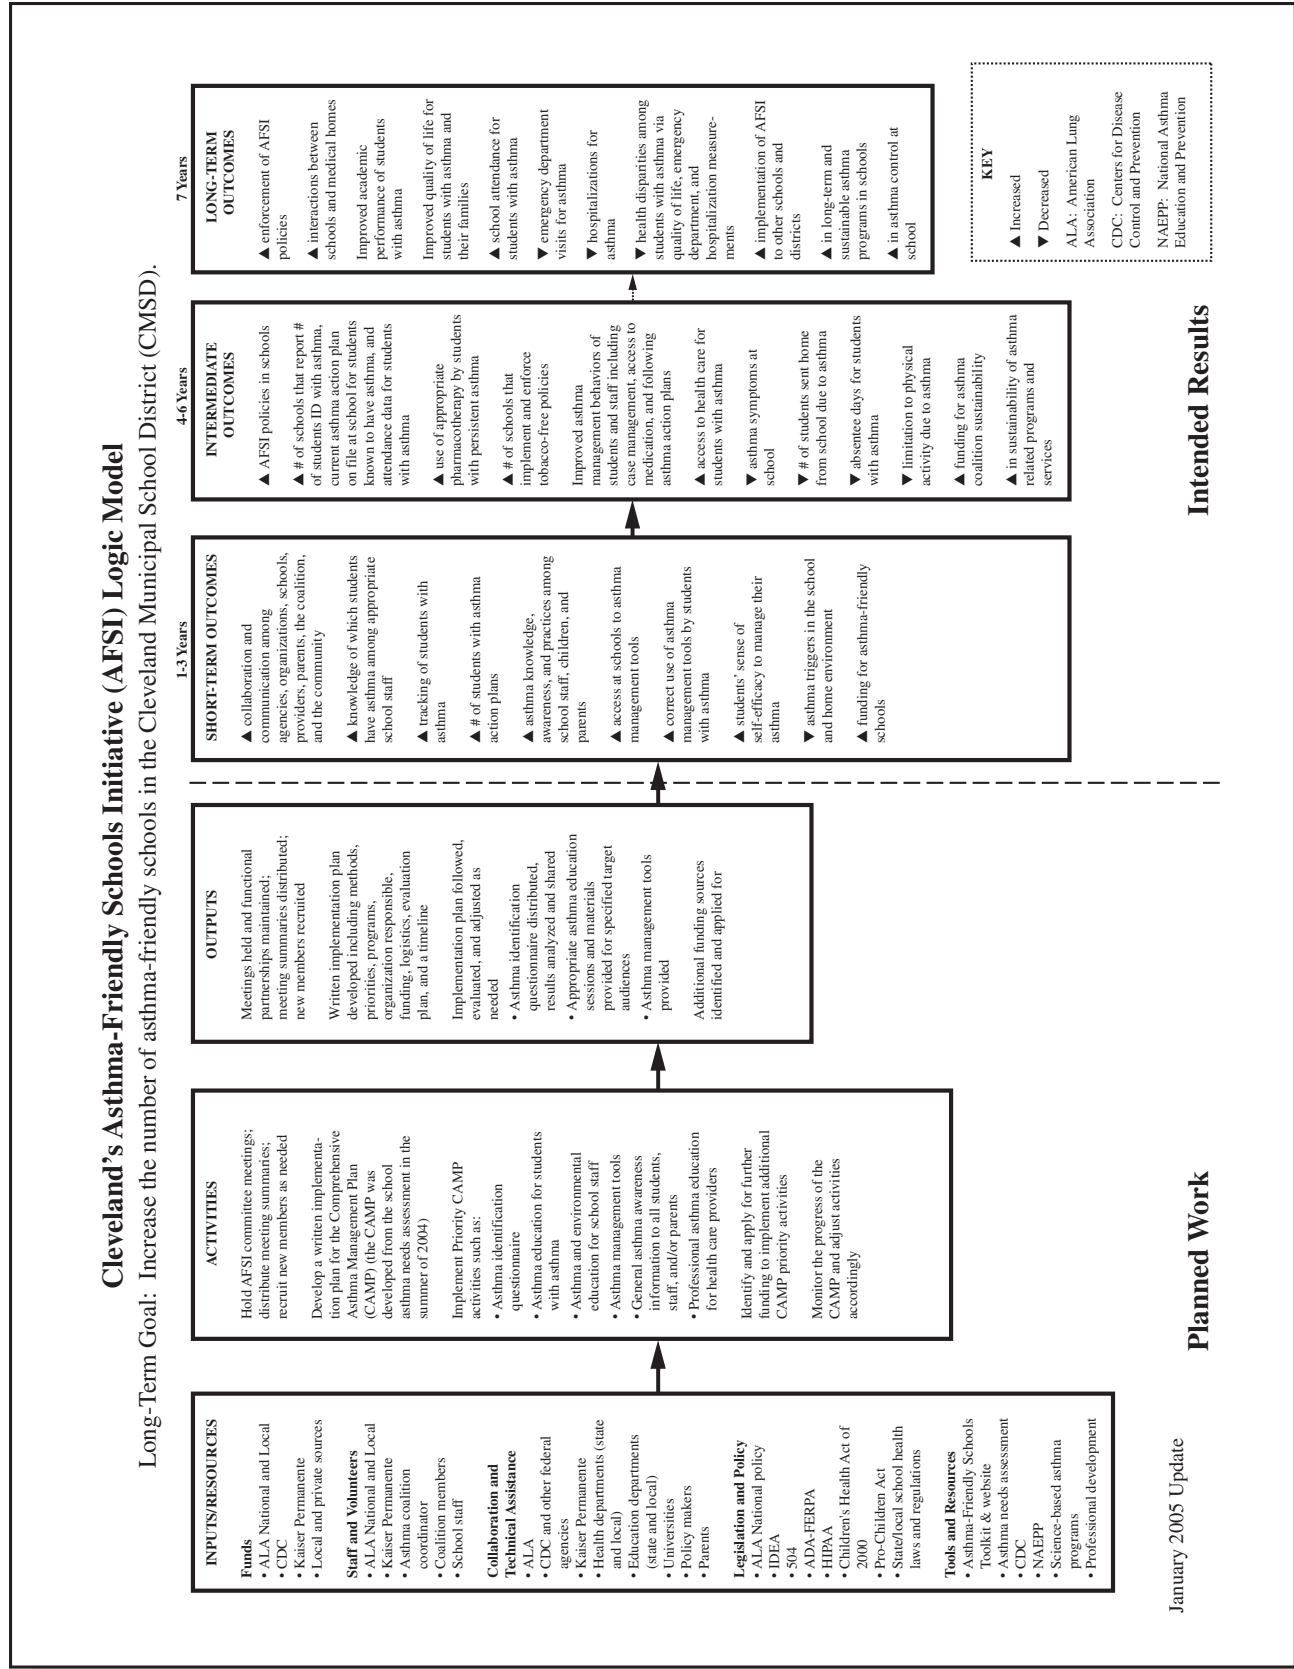 Cleveland's Asthma-Friendly Schools Initiative (AFSI) Logic Model
Long-Term Goal: Increase the number of asthma-friendly schools in the Cleveland Municipal School District (CMSD).
INPUTS/RESOURCES
Funds
• ALA National and Local
• CDC
• Kaiser Permanente
• Local and private sources
Staff and Volunteers
• ALA National and Local
• Kaiser Permanente
• Asthma coalition
coordinator
• Coalition members
• School staff
Collaboration and
Technical Assistance
• ALA
• CDC and other federal
agencies
• Kaiser Permanente
• Health departments (state
and local)
• Education departments
(state and local)
• Universities
• Policy makers
• Parents
Legislation and Policy
• ALA National policy
• IDEA
• 504
• ADA-FERPA
• HIPAA
• Children's Health Act of
2000
• Pro-Children Act
• State/local school health
laws and regulations
Tools and Resources
• Asthma-Friendly Schools
Toolkit & website
• Asthma needs assessment
• CDC
• NAEPP
• Science-based asthma
programs
• Professional development
ACTIVITIES
Hold AFSI committee meetings;
distribute meeting summaries;
recruit new members as needed
Develop a written implementa-
tion plan for the Comprehensive
Asthma Management Plan
(CAMP) (the CAMP was
developed from the school
asthma needs assessment in the
summer of 2004)
Implement Priority CAMP
activities such as:
• Asthma identification
questionnaire
• Asthma education for students
with asthma
• Asthma and environmental
education for school staff
• Asthma management tools
• General asthma awareness
information to all students,
staff, and/or parents
• Professional asthma education
for health care providers
Identify and apply for further
funding to implement additional
CAMP priority activities
Monitor the progress of the
CAMP and adjust activities
accordingly
OUTPUTS
Meetings held and functional
partnerships maintained;
meeting summaries distributed;
new members recruited
Written implementation plan
developed including methods,
priorities, programs,
organization responsible,
funding, logistics, evaluation
plan, and a timeline
Implementation plan followed,
evaluated, and adjusted as
needed
• Asthma identification
questionnaire distributed,
results analyzed and shared
• Appropriate asthma education
sessions and materials
provided for specified target
audiences
• Asthma management tools
provided
Additional funding sources
identified and applied for
1-3 Years
SHORT-TERM OUTCOMES
▲ collaboration and
communication among
agencies, organizations, schools,
providers, parents, the coalition,
and the community
▲ knowledge of which students
have asthma among appropriate
school staff
▲ tracking of students with
asthma
▲ # of students with asthma
action plans
▲ asthma knowledge,
awareness, and practices among
school staff, children, and
parents
▲ access at schools to asthma
management tools
▲ correct use of asthma
management tools by students
with asthma
▲ students' sense of
self-efficacy to manage their
asthma
▼ asthma triggers in the school
and home environment
▲ funding for asthma-friendly
schools
4-6 Years
INTERMEDIATE
OUTCOMES
▲ AFSI policies in schools
▲ # of schools that report #
of students ID with asthma,
current asthma action plan
on file at school for students
known to have asthma, and
attendance data for students
with asthma
▲ use of appropriate
pharmacotherapy by students
with persistent asthma
▲ # of schools that
implement and enforce
tobacco-free policies
Improved asthma
management behaviors of
students and staff including
case management, access to
medication, and following
asthma action plans
▲ access to health care for
students with asthma
▼ asthma symptoms at
school
▼ # of students sent home
from school due to asthma
▼ absentee days for students
with asthma
▼ limitation to physical
activity due to asthma
▲ funding for asthma
coalition sustainability
▲ in sustainability of asthma
related programs and
services
7 Years
LONG-TERM
OUTCOMES
▲ enforcement of AFSI
policies
▲ interactions between
schools and medical homes
Improved academic
performance of students
with asthma
Improved quality of life for
students with asthma and
their families
▲ school attendance for
students with asthma
▼ emergency department
visits for asthma
▼ hospitalizations for
asthma
▼ health disparities among
students with asthma via
quality of life, emergency
department, and
hospitalization measure-
ments
▲ implementation of AFSI
to other schools and
districts
▲ in long-term and
sustainable asthma
programs in schools
▲ in asthma control at
school
KEY
▲ Increased
▼ Decreased
ALA: American Lung
Association
CDC: Centers for Disease
Control and Prevention
NAEPP: National Asthma
Education and Prevention
January 2005 Update
Planned Work
Intended Results